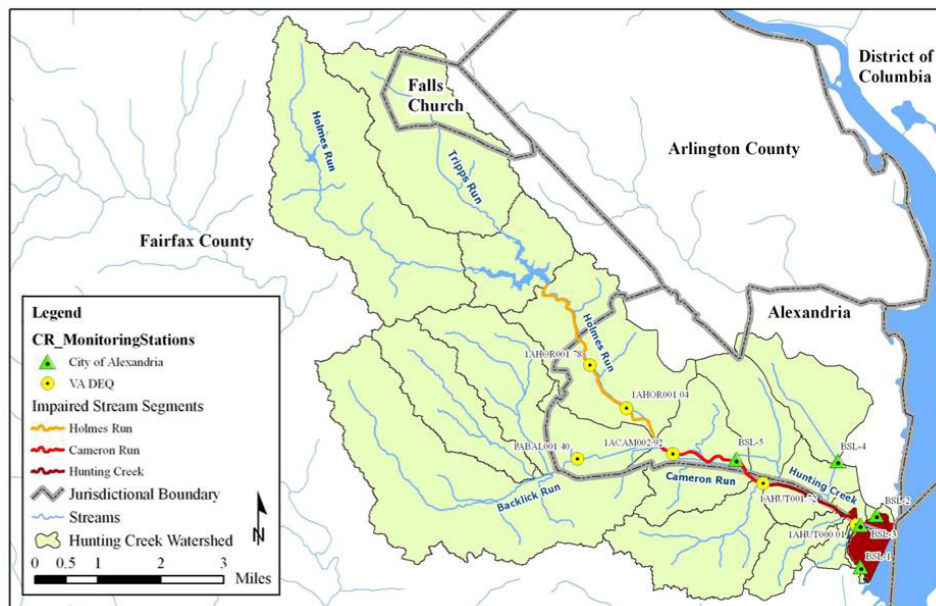 District of
Columbia
Falls
Church
Arlington County
Holmes Run
Tripps Run
Fairfax County
Alexandria
Holmes Run
1AHOR001.78
1AHOR001.04
1ACAM002.92
BSL-5
BSL-4
Cameron Run
Hunting Creek
Backlick Run
BSL-2
BSL-3
1AHUT000.01
BSL-1
Legend
CR_MonitoringStations
City of Alexandria
VA DEQ
Impaired Stream Segments
Holmes Run
Cameron Run
Hunting Creek
Jurisdictional Boundary
Streams
Hunting Creek Watershed
N
0 0.5 1 2 3
Miles